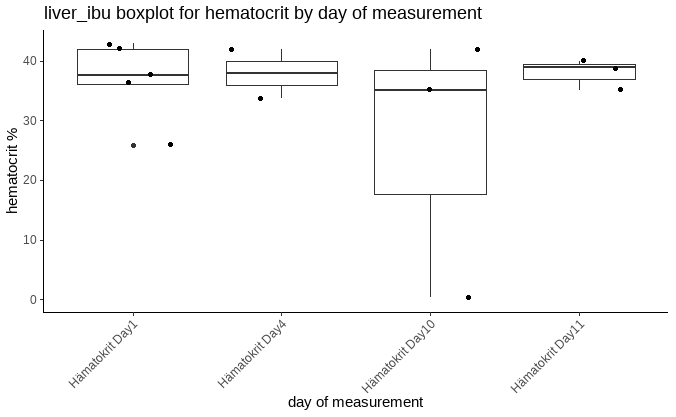 liver_ibu boxplot for hematocrit by day of measurement
hematocrit %
40
30
20
10
0
Hämatokrit Day1
Hämatokrit Day4
Hämatokrit Day10
Hämatokrit Day11
day of measurement